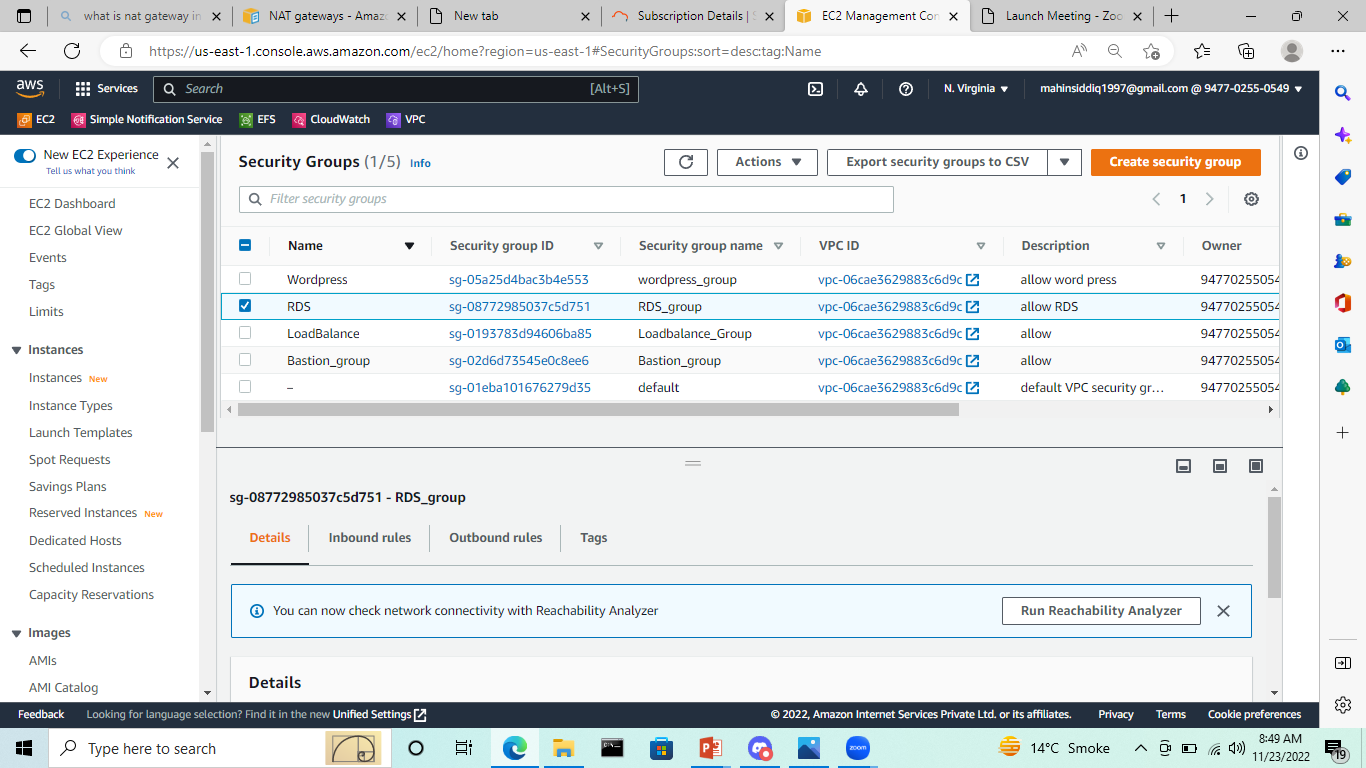 what is nat gateway in
NAT gateways - Amaz
New tab
Subscription Details | S
EC2 Management Con
Launch Meeting - Zoo
https://us-east-1.console.aws.amazon.com/ec2/home?region=us-east-1#SecurityGroups:sort=desc:tag:Name
aws
Services
Search
[Alt+S]
N. Virginia
mahinsiddiq1997@gmail.com @ 9477-0255-0549
EC2
Simple Notification Service
EFS
CloudWatch
VPC
New EC2 Experience
Tell us what you think
EC2 Dashboard
EC2 Global View
Events
Tags
Limits
Instances
Instances New
Instance Types
Launch Templates
Spot Requests
Savings Plans
Reserved Instances New
Dedicated Hosts
Scheduled Instances
Capacity Reservations
Images
AMIs
AMI Catalog
Security Groups (1/5) Info
Actions
Export security groups to CSV
Create security group
Filter security groups
1
Name Security group ID Security group name VPC ID Description Owner
Wordpress sg-05a25d4bac3b4e553 wordpress_group vpc-06cae3629883c6d9c allow word press 94770255054
RDS sg-08772985037c5d751 RDS_group vpc-06cae3629883c6d9c allow RDS 94770255054
LoadBalance sg-0193783d94606ba85 Loadbalance_Group vpc-06cae3629883c6d9c allow 94770255054
Bastion_group sg-02d6d73545e0c8ee6 Bastion_group vpc-06cae3629883c6d9c allow 94770255054
– sg-01eba101676279d35 default vpc-06cae3629883c6d9c default VPC security gr... 94770255054
sg-08772985037c5d751 - RDS_group
Details
Inbound rules
Outbound rules
Tags
You can now check network connectivity with Reachability Analyzer
Run Reachability Analyzer
Details
Feedback
Looking for language selection? Find it in the new Unified Settings
© 2022, Amazon Internet Services Private Ltd. or its affiliates.
Privacy
Terms
Cookie preferences
Type here to search
zoom
14°C Smoke
8:49 AM
11/23/2022
19